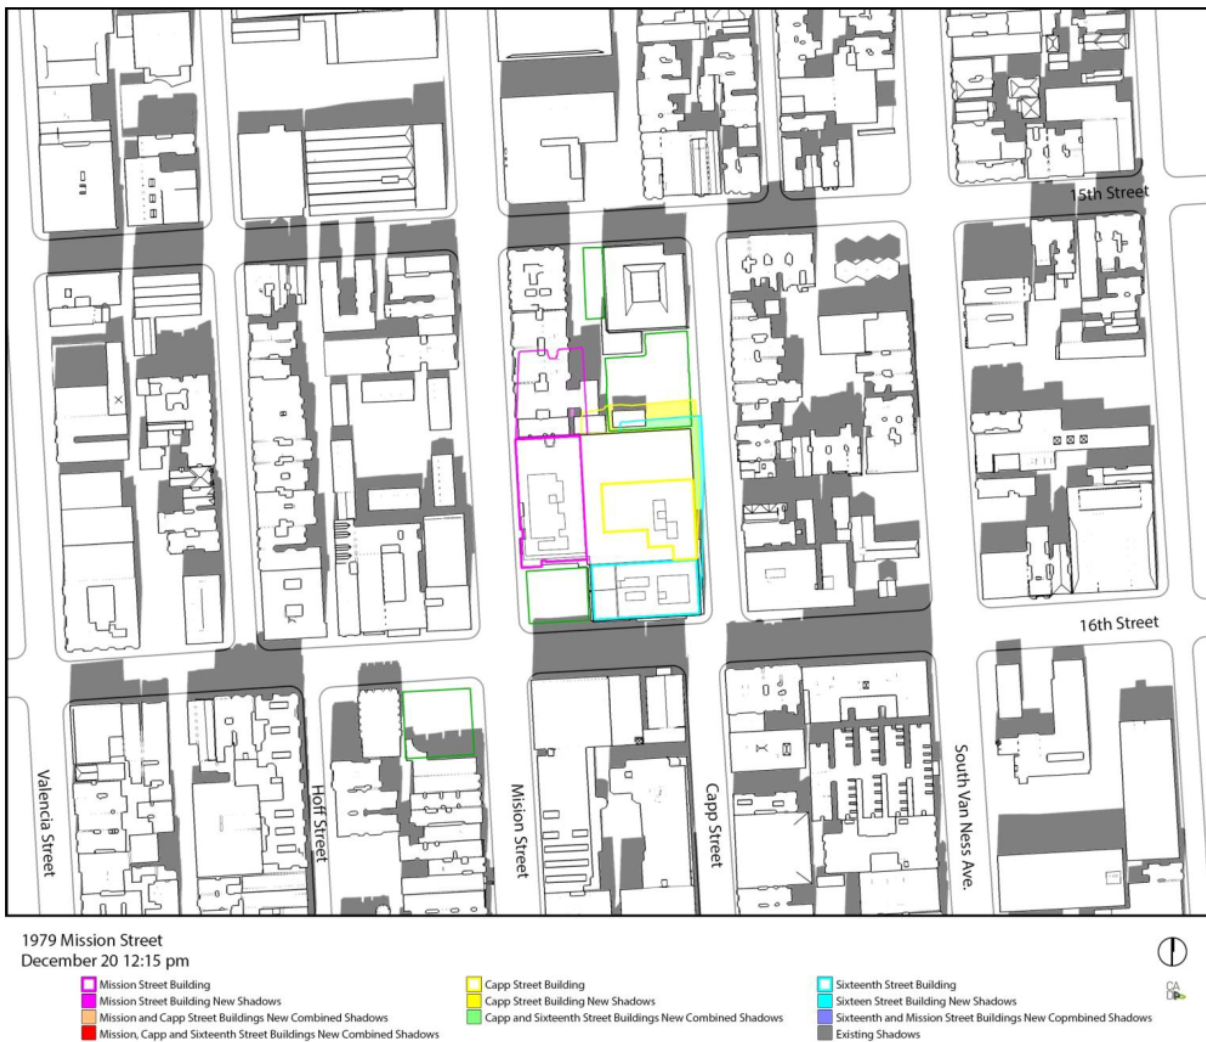 15th Street
16th Street
Valencia Street
Hoff Street
Mision Street
Capp Street
South Van Ness Ave.
1979 Mission Street
December 20 12:15 pm
Mission Street Building
Mission Street Building New Shadows
Mission and Capp Street Buildings New Combined Shadows
Mission, Capp and Sixteenth Street Buildings New Combined Shadows
Capp Street Building
Capp Street Building New Shadows
Capp and Sixteenth Street Buildings New Combined Shadows
Sixteenth Street Building
Sixteen Street Building New Shadows
Sixteenth and Mission Street Buildings New Copmbined Shadows
Existing Shadows